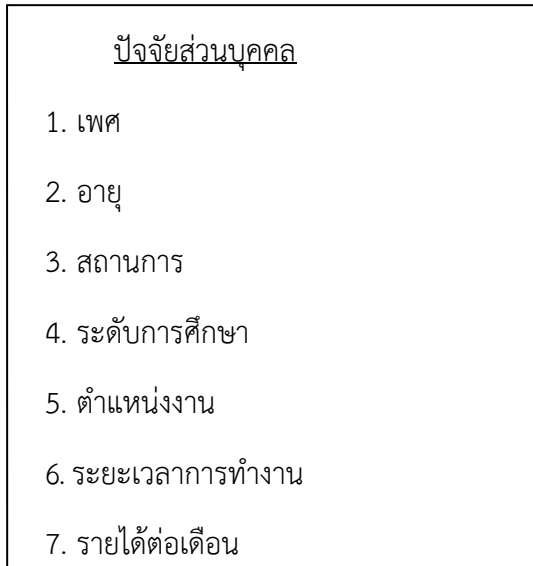 ปัจจัยส่วนบุคคล
1. เพศ
2. อายุ
3. สถานการ
4. ระดับการศึกษา
5. ตำแหน่งงาน
6. ระยะเวลาการทำงาน
7. รายได้ต่อเดือน